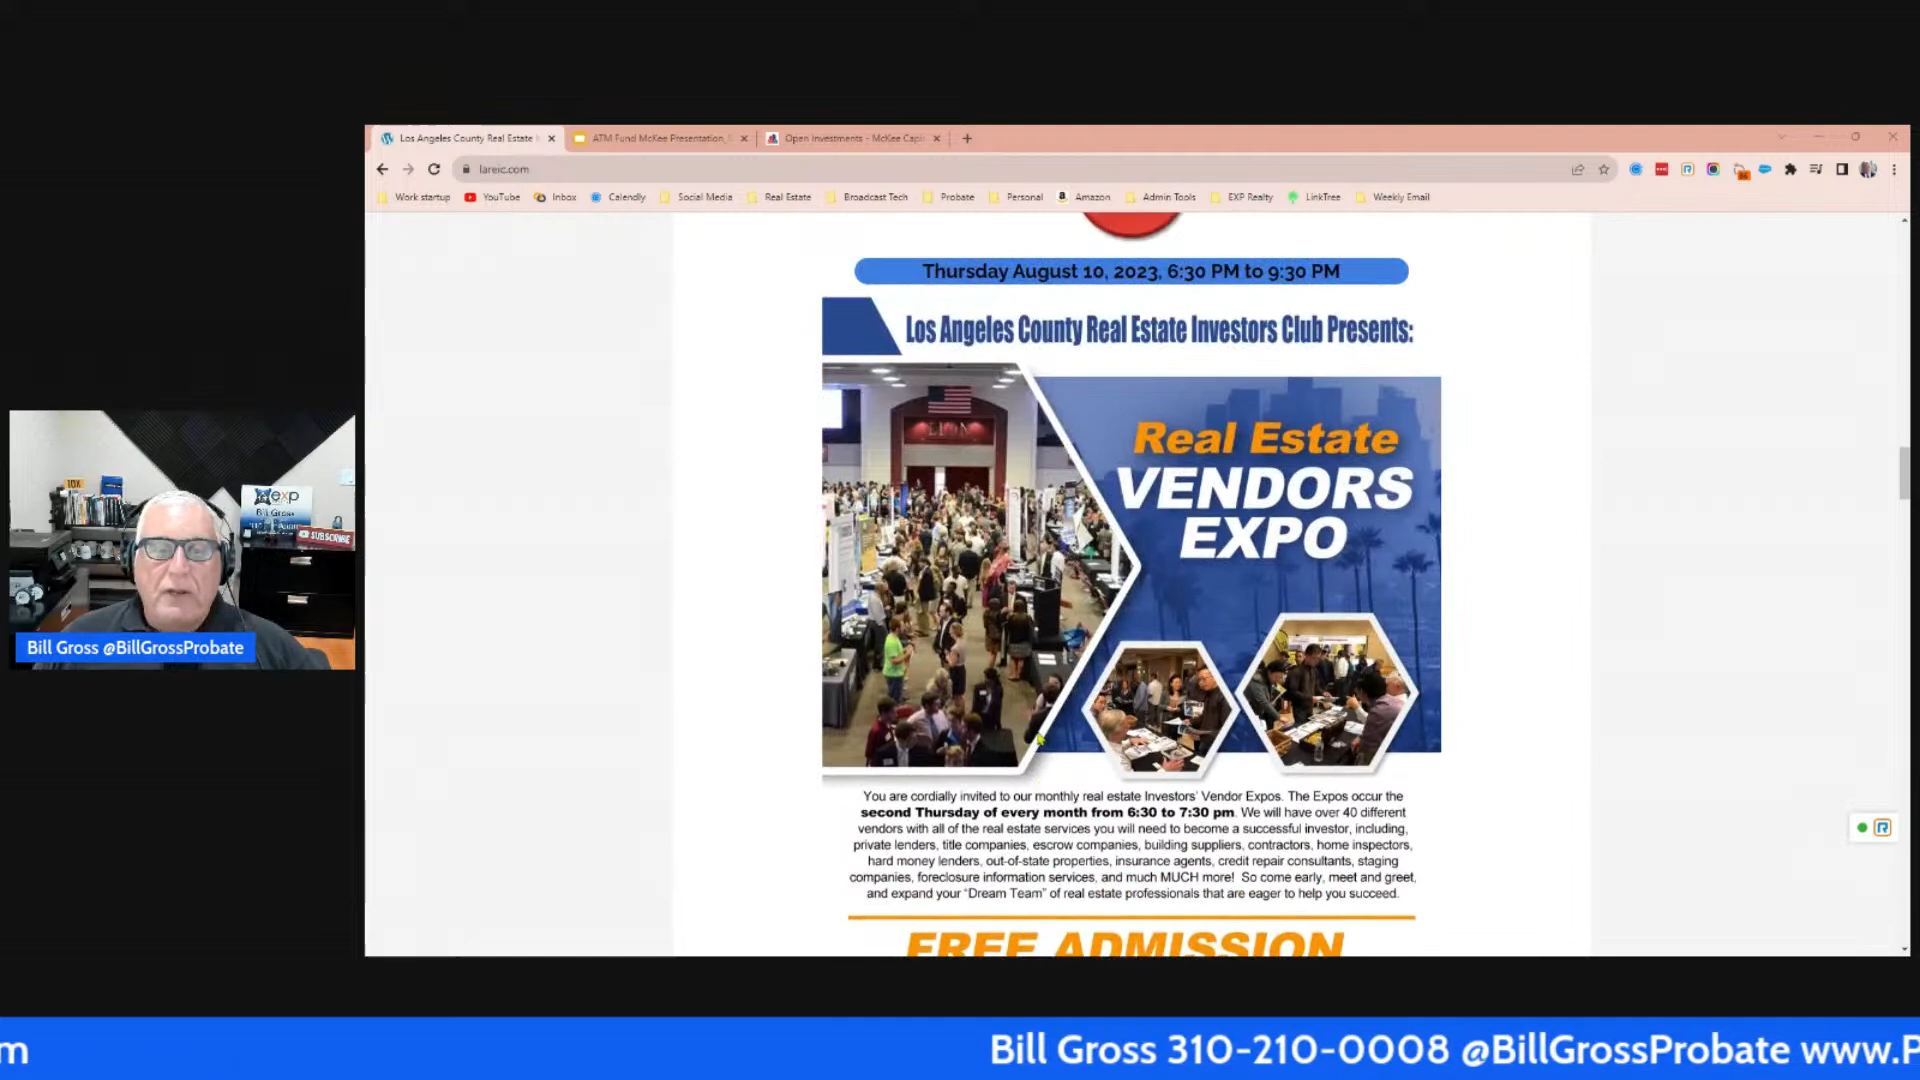 Los Angeles County Real Estate
ATM Fund McKee Presentation_
Open Investments - McKee Capi
lareic.com
Work startup
YouTube
Inbox
Calendly
Social Media
Real Estate
Broadcast Tech
Probate
Personal
Amazon
Admin Tools
EXP Realty
LinkTree
Weekly Email
Thursday August 10, 2023, 6:30 PM to 9:30 PM
Los Angeles County Real Estate Investors Club Presents:
Real Estate
VENDORS
EXPO
You are cordially invited to our monthly real estate Investors' Vendor Expos. The Expos occur the
second Thursday of every month from 6:30 to 7:30 pm. We will have over 40 different
vendors with all of the real estate services you will need to become a successful investor, including,
private lenders, title companies, escrow companies, building suppliers, contractors, home inspectors,
hard money lenders, out-of-state properties, insurance agents, credit repair consultants, staging
companies, foreclosure information services, and much MUCH more! So come early, meet and greet,
and expand your "Dream Team" of real estate professionals that are eager to help you succeed.
FREE ADMISSION
10X
exp
Bill Gross
SUBSCRIBE
Bill Gross @BillGrossProbate
m
Bill Gross 310-210-0008 @BillGrossProbate www.P